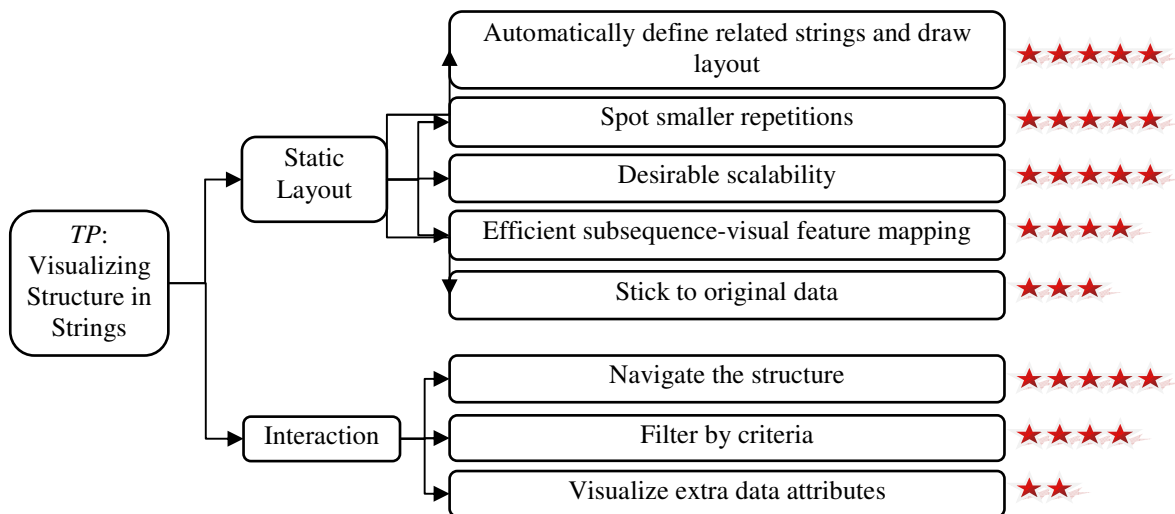 Automatically define related strings and draw
layout
Spot smaller repetitions
Static
Layout
Desirable scalability
TP:
Visualizing
Structure in
Strings
Efficient subsequence-visual feature mapping
Stick to original data
Navigate the structure
Interaction
Filter by criteria
Visualize extra data attributes